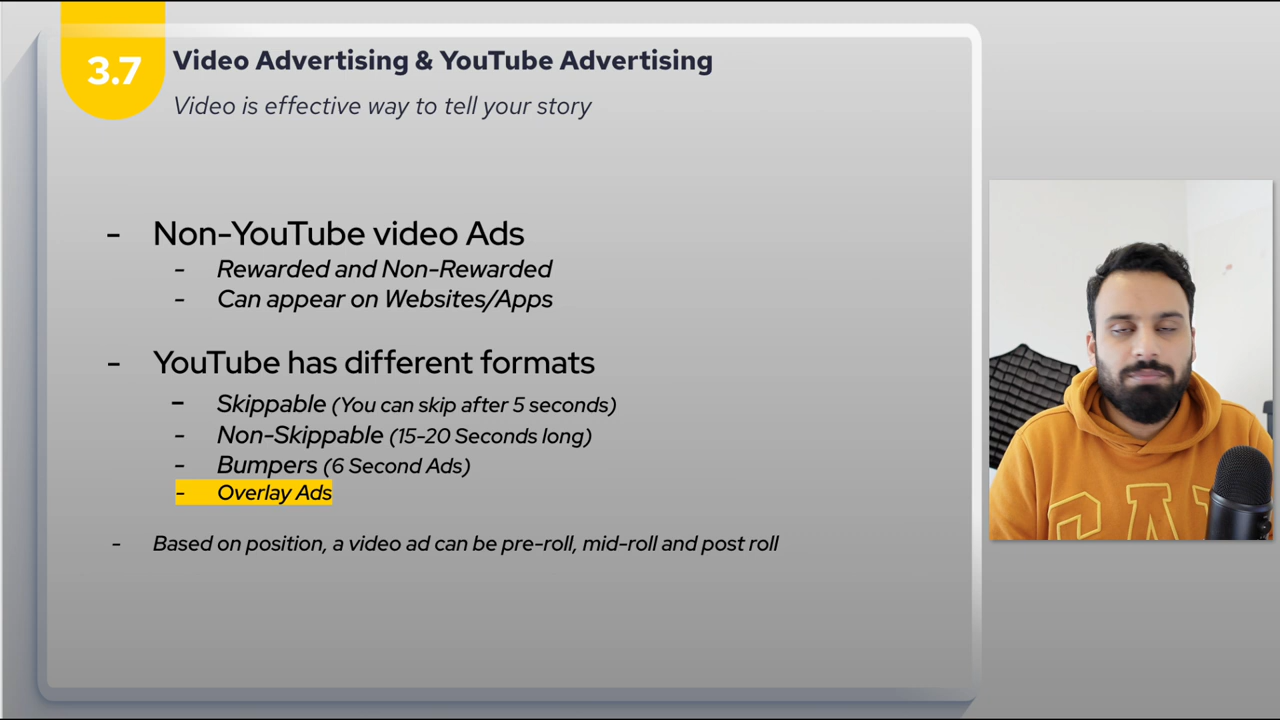 3.7
Video Advertising & YouTube Advertising
Video is effective way to tell your story
- Non-YouTube video Ads
- Rewarded and Non-Rewarded
- Can appear on Websites/Apps
- YouTube has different formats
- Skippable (You can skip after 5 seconds)
- Non-Skippable (15-20 Seconds long)
- Bumpers (6 Second Ads)
- Overlay Ads
- Based on position, a video ad can be pre-roll, mid-roll and post roll